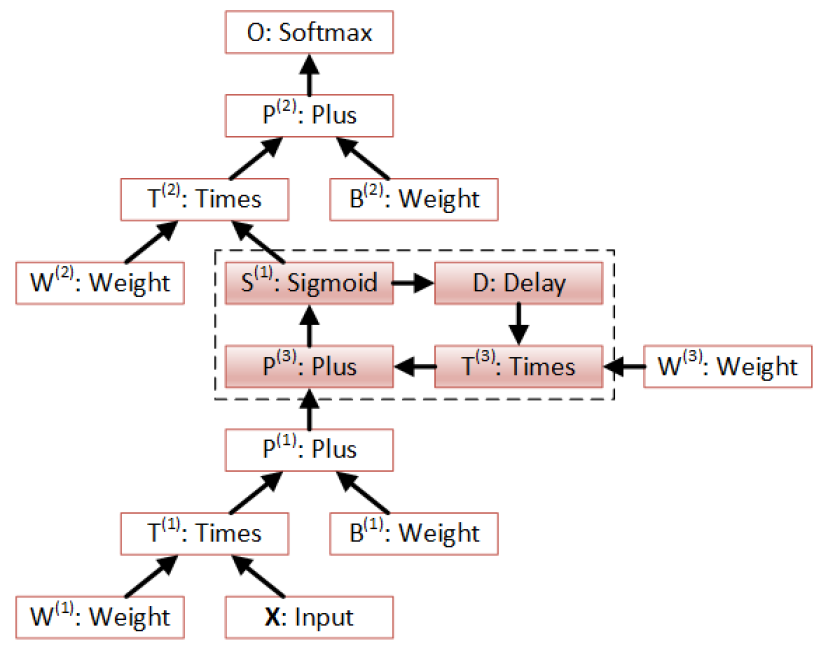 O: Softmax
P(2): Plus
T(2): Times
B(2): Weight
W(2): Weight
S(1): Sigmoid
D: Delay
P(3): Plus
T(3): Times
W(3): Weight
P(1): Plus
T(1): Times
B(1): Weight
W(1): Weight
X: Input